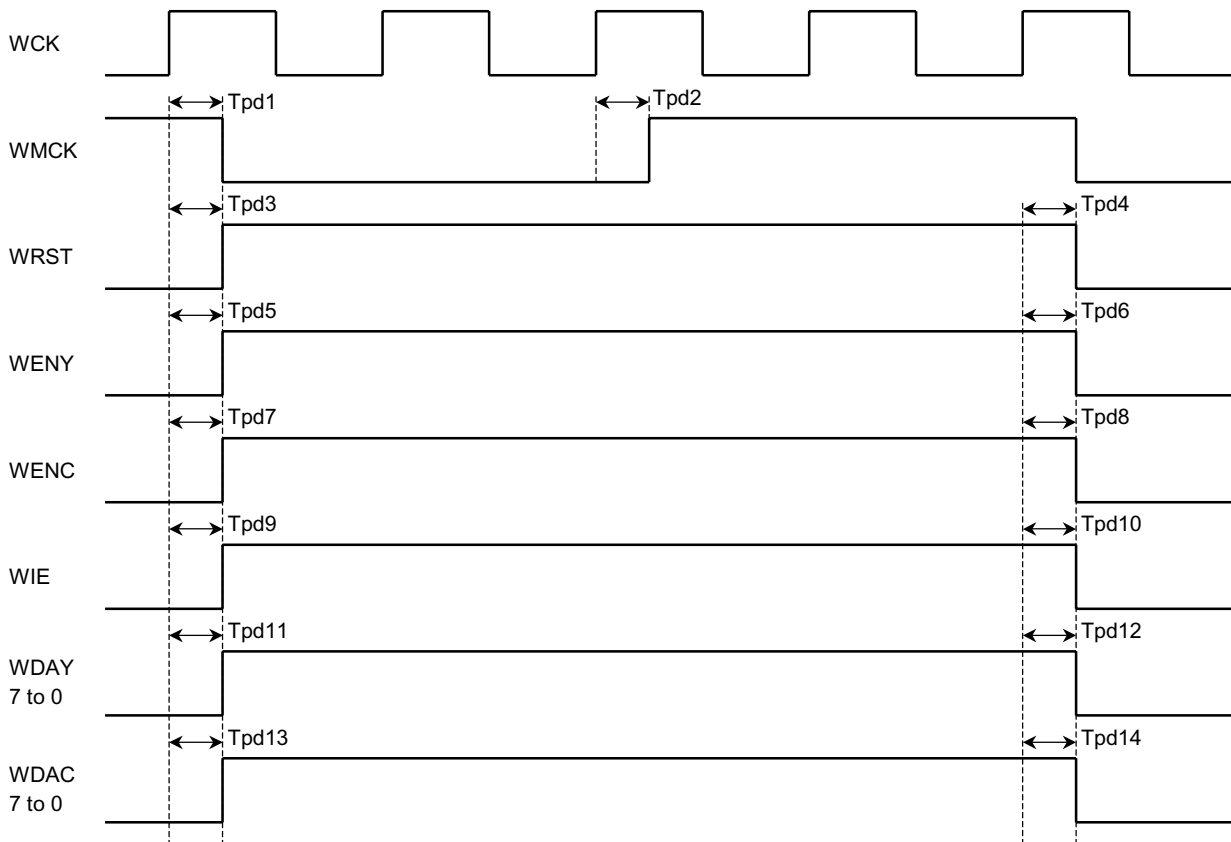 WCK
Tpd1
Tpd2
WMCK
Tpd3
Tpd4
WRST
Tpd5
Tpd6
WENY
Tpd7
Tpd8
WENC
Tpd9
Tpd10
WIE
Tpd11
Tpd12
WDAY
7 to 0
Tpd13
Tpd14
WDAC
7 to 0